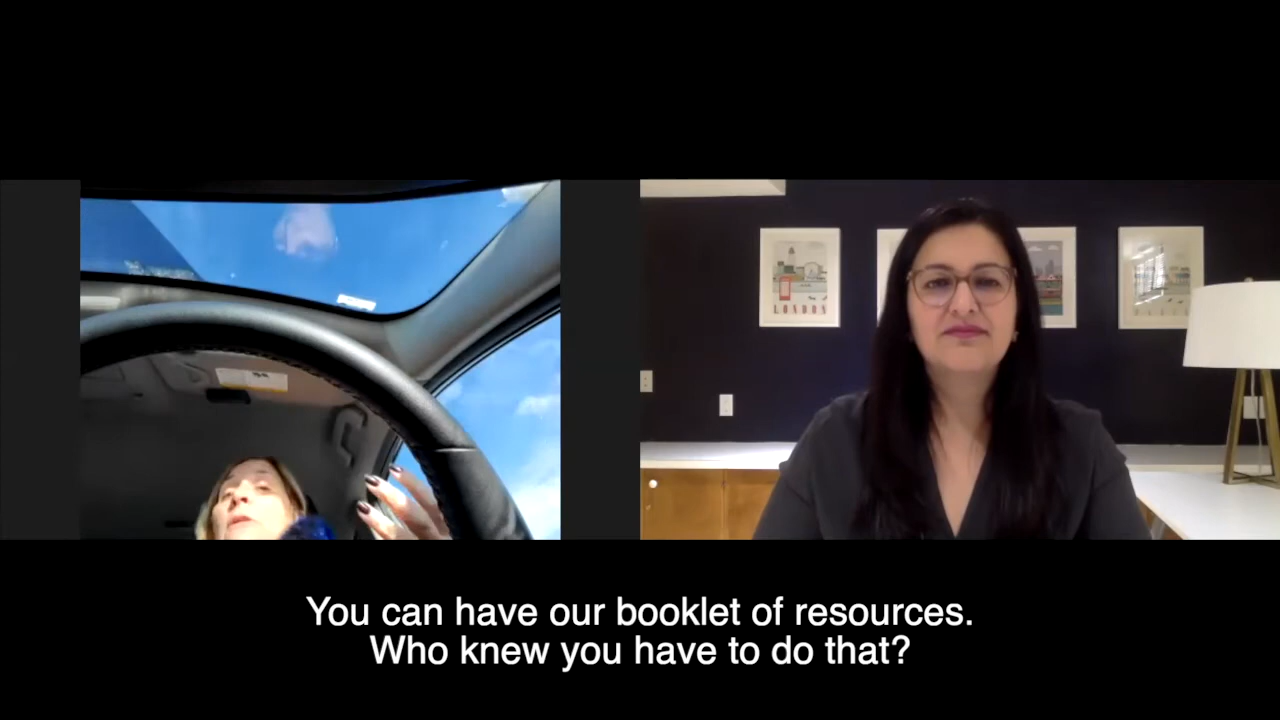 LONDON
You can have our booklet of resources.
Who knew you have to do that?